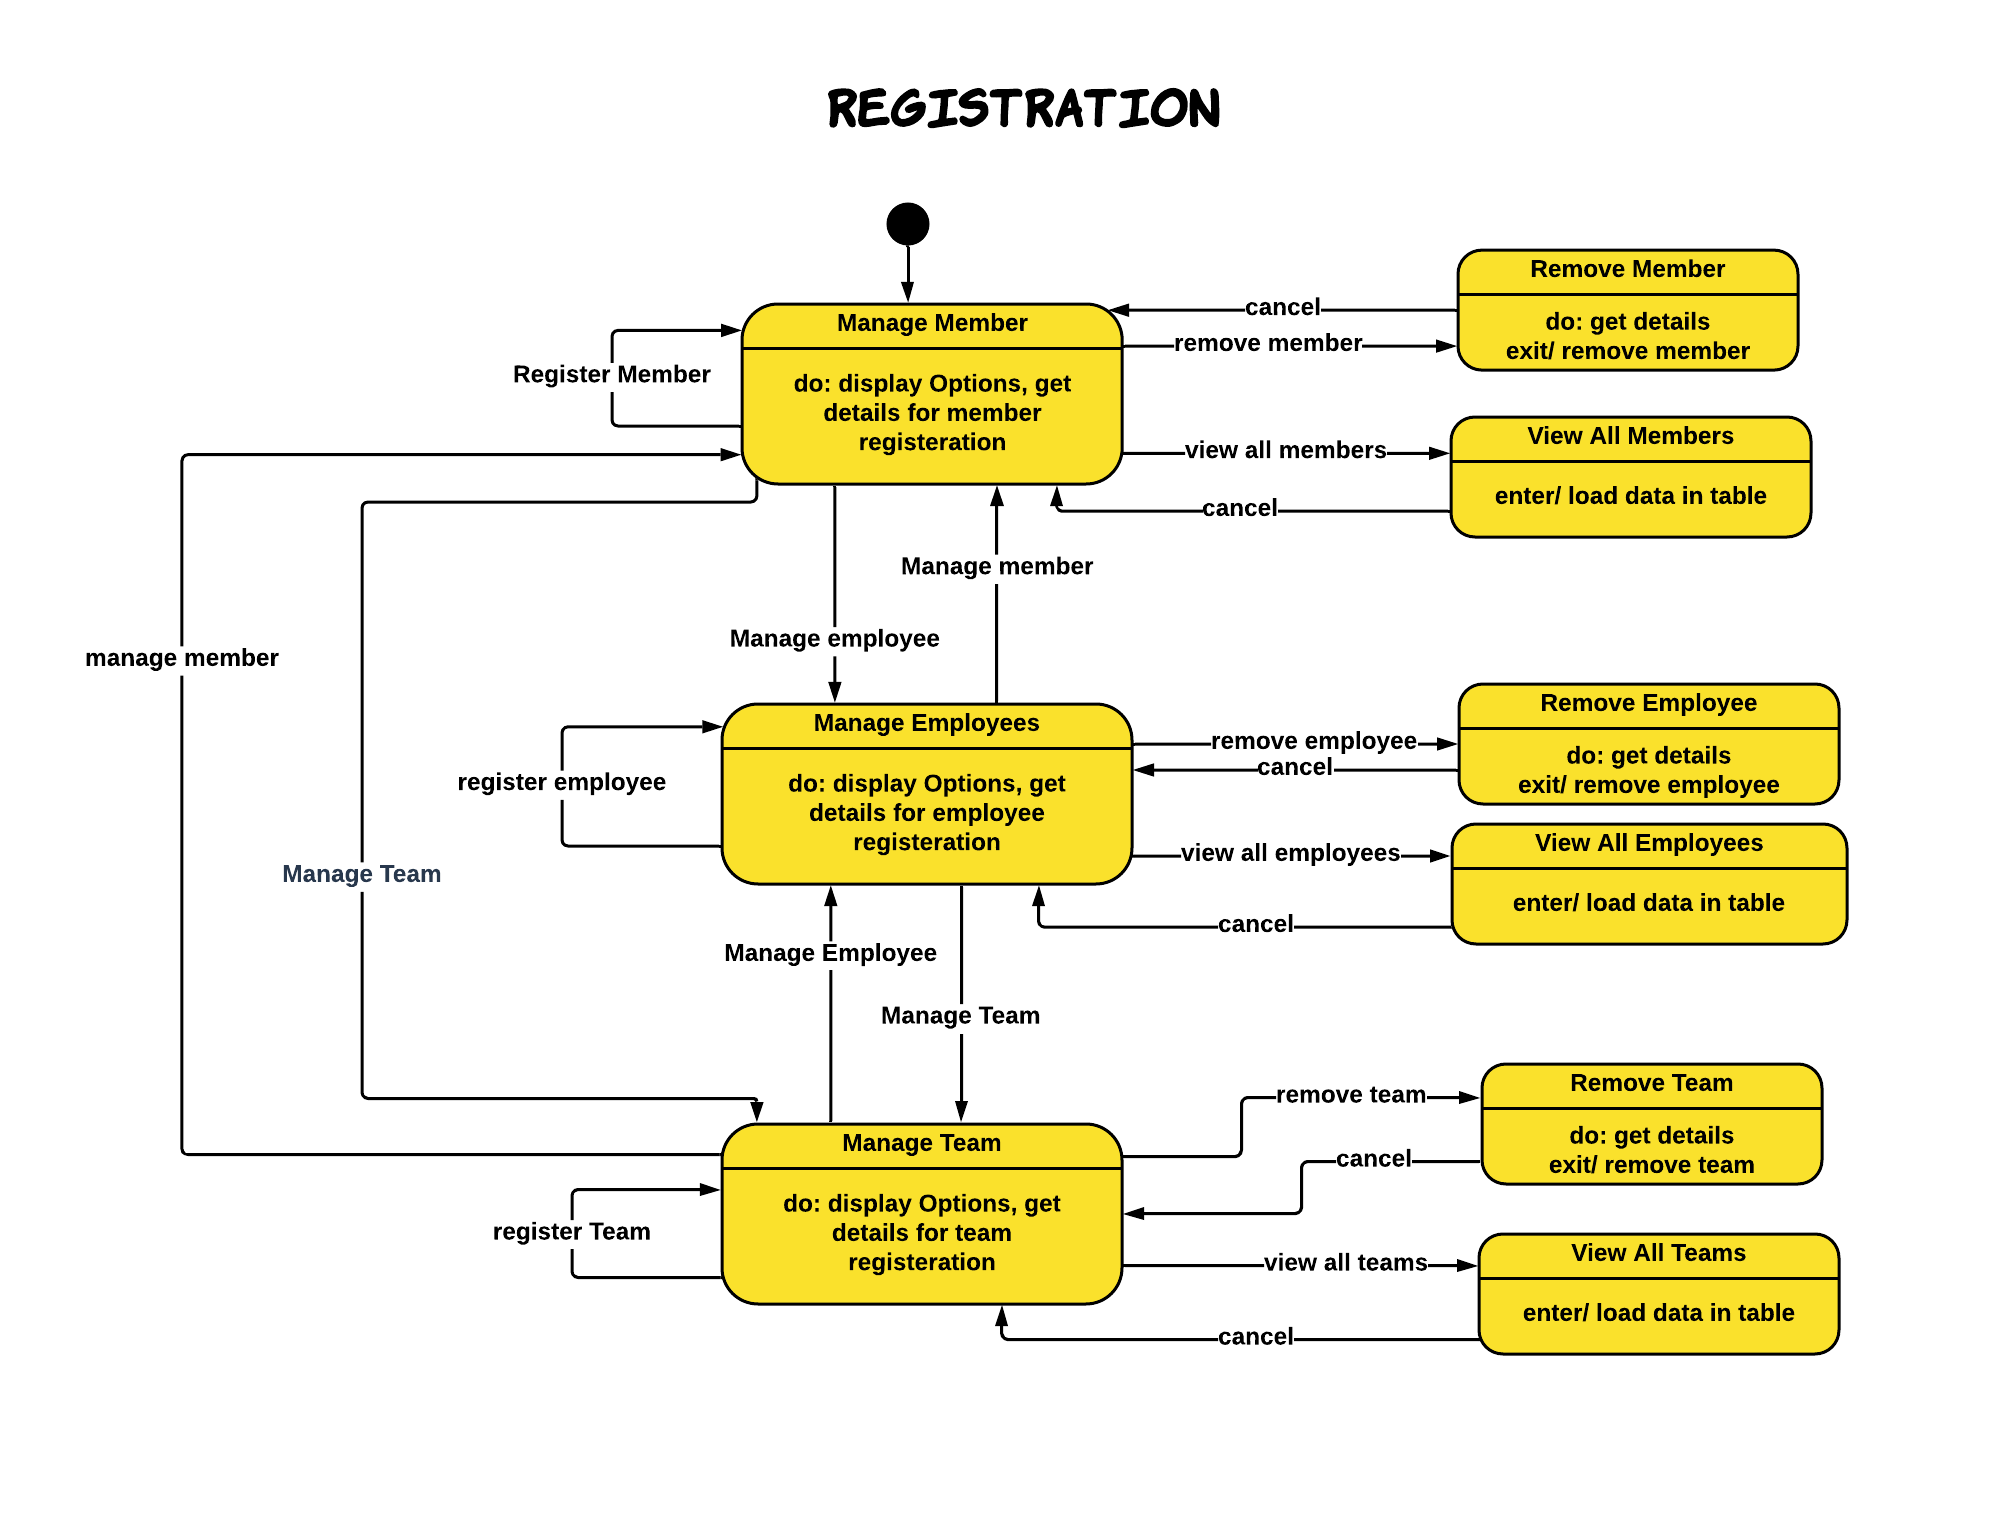 REGISTRATION
Remove Member
do: get details
exit/ remove member
cancel
remove member
Manage Member
do: display Options, get
details for member
registeration
Register Member
View All Members
enter/ load data in table
view all members
cancel
Manage member
Manage employee
manage member
Remove Employee
do: get details
exit/ remove employee
remove employee
cancel
Manage Employees
do: display Options, get
details for employee
registeration
register employee
View All Employees
enter/ load data in table
view all employees
cancel
Manage Team
Manage Employee
Manage Team
Remove Team
do: get details
exit/ remove team
remove team
cancel
Manage Team
do: display Options, get
details for team
registeration
register Team
View All Teams
enter/ load data in table
view all teams
cancel